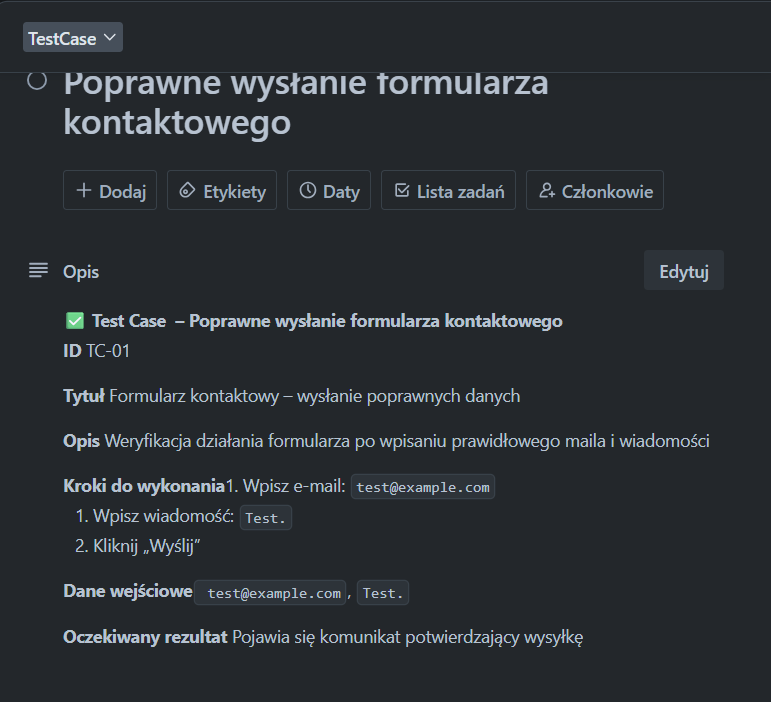 TestCase
Poprawne wysłanie formularza
kontaktowego
Dodaj
Etykiety
Daty
Lista zadań
Członkowie
Opis
Edytuj
✅ Test Case – Poprawne wysłanie formularza kontaktowego
ID TC-01
Tytuł Formularz kontaktowy – wysłanie poprawnych danych
Opis Weryfikacja działania formularza po wpisaniu prawidłowego maila i wiadomości
Kroki do wykonania1. Wpisz e-mail: test@example.com
1. Wpisz wiadomość: Test.
2. Kliknij „Wyślij”
Dane wejściowe test@example.com, Test.
Oczekiwany rezultat Pojawia się komunikat potwierdzający wysyłkę